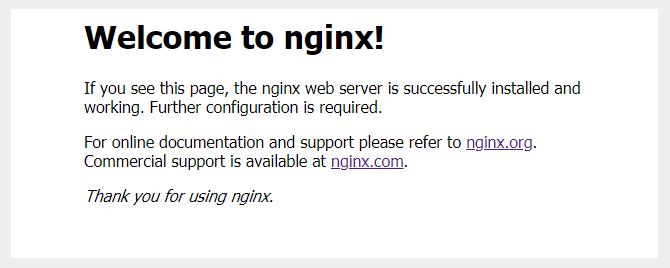 Welcome to nginx!
If you see this page, the nginx web server is successfully installed and
working. Further configuration is required.
For online documentation and support please refer to nginx.org.
Commercial support is available at nginx.com.
Thank you for using nginx.